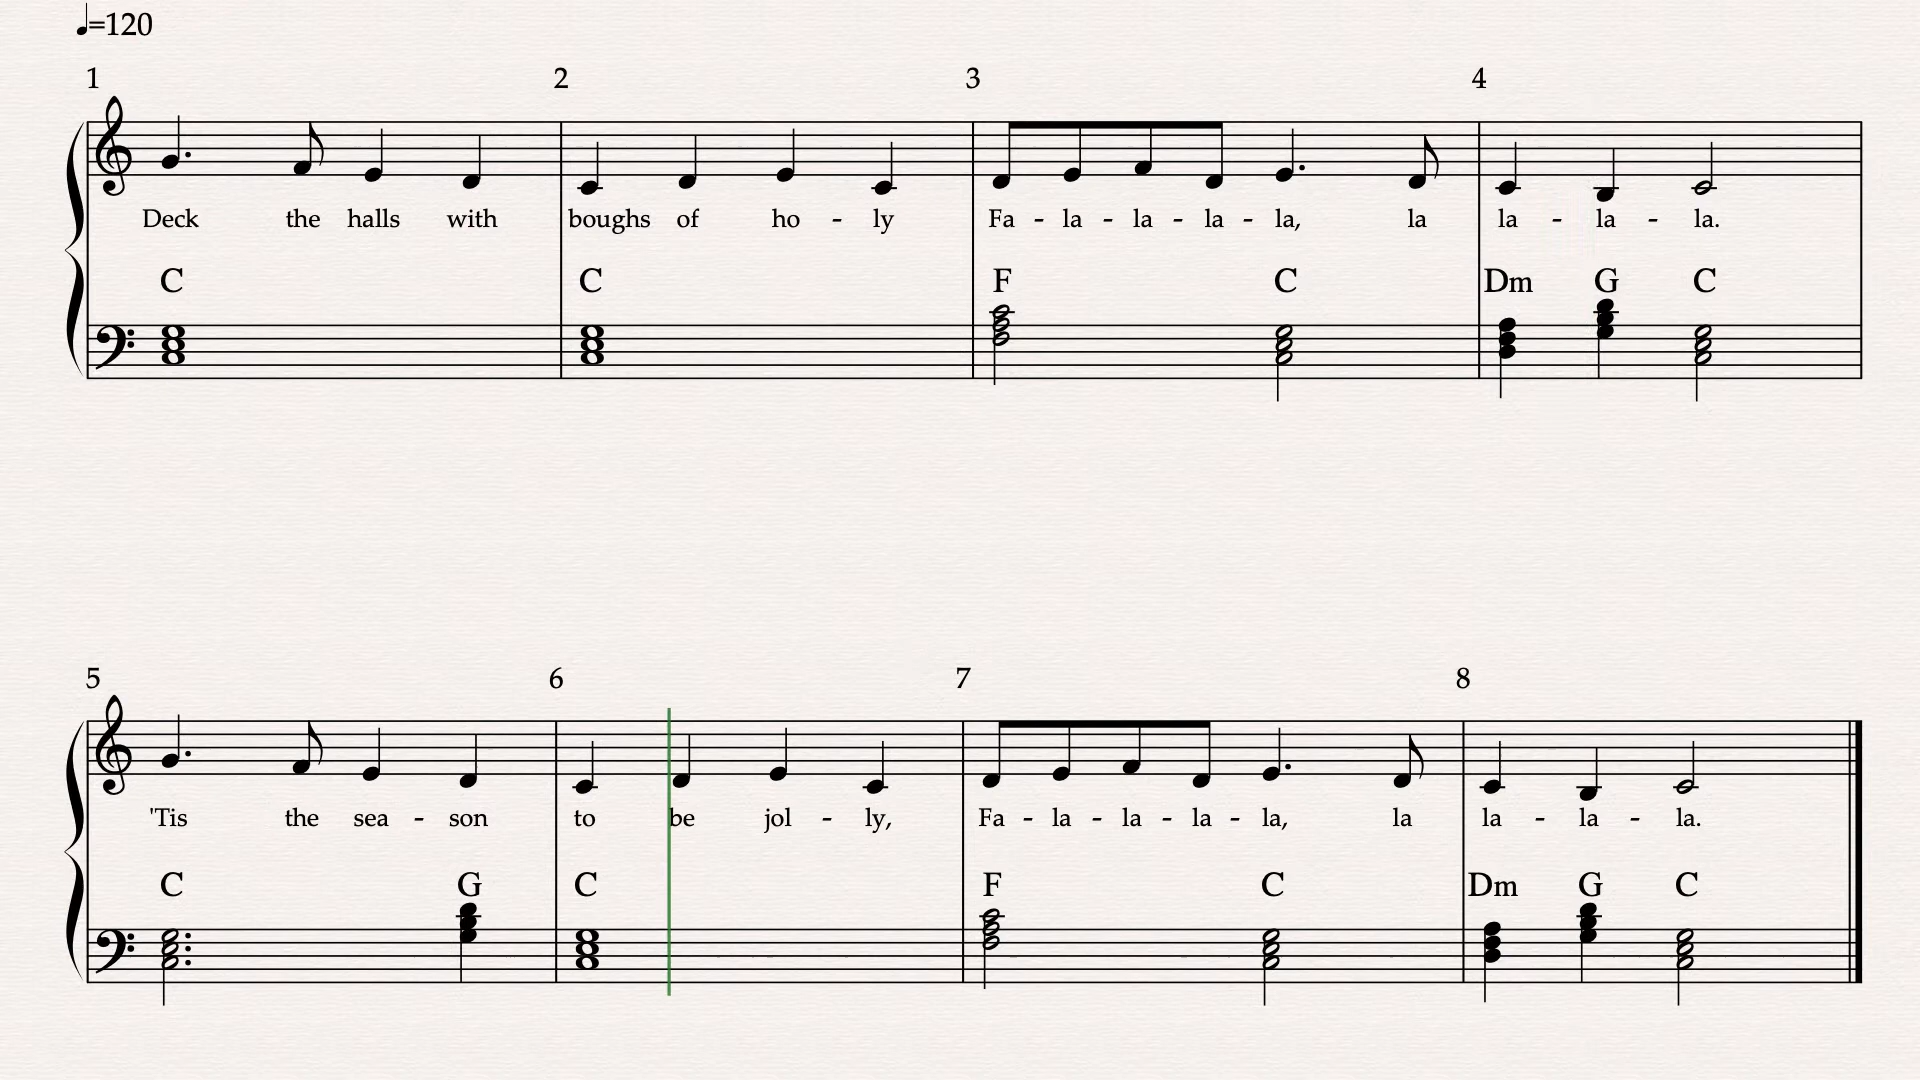 ♩=120
1 2 3 4
Deck the halls with boughs of ho - ly Fa - la - la - la - la, la la - la - la.
C C F C Dm G C
5 6 7 8
'Tis the sea - son to be jol - ly, Fa - la - la - la - la, la la - la - la.
C G C F C Dm G C